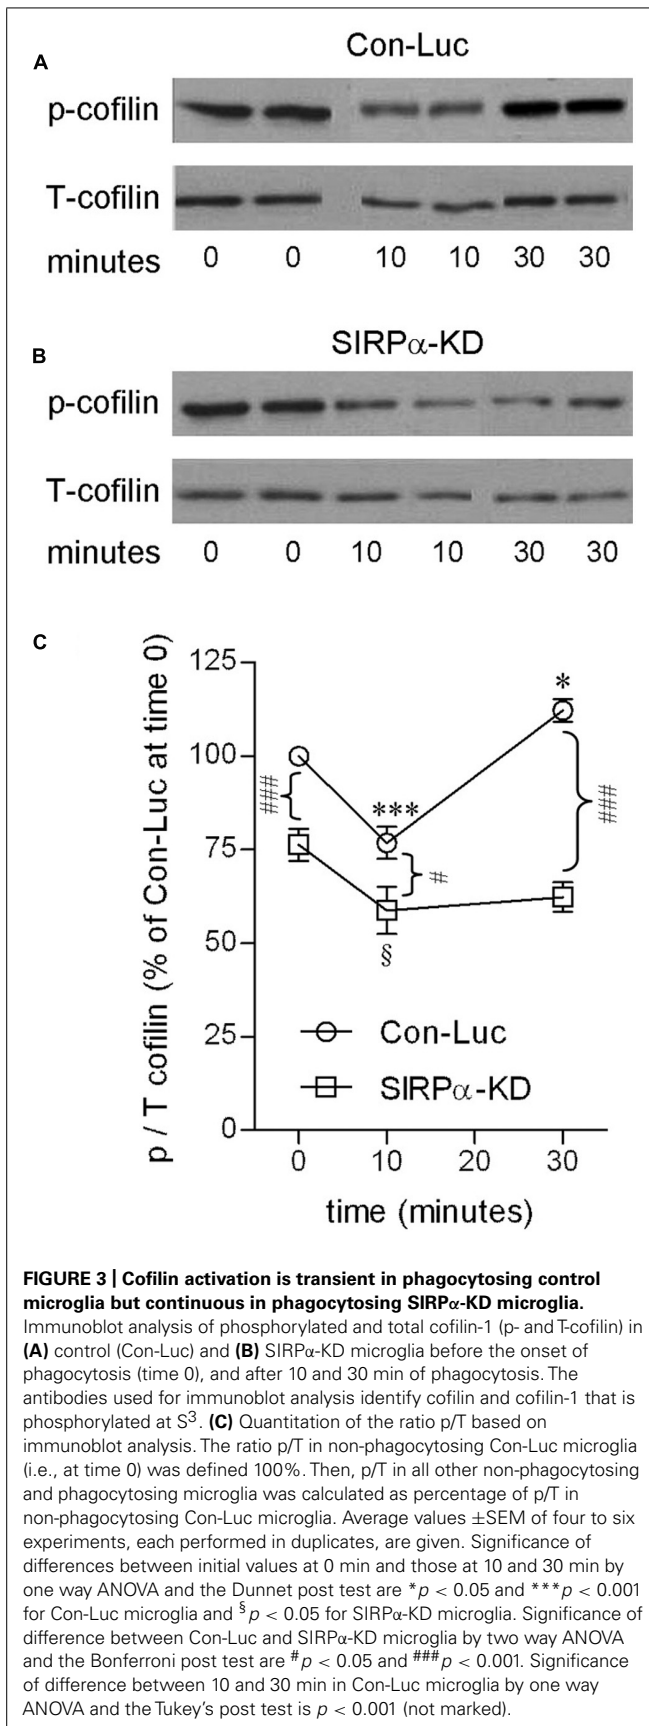 A
Con-Luc
p-cofilin
T-cofilin
minutes 0 0 10 10 30 30
B
SIRPα-KD
p-cofilin
T-cofilin
minutes 0 0 10 10 30 30
C
p / T cofilin (% of Con-Luc at time 0)
125
100
75
50
25
0
*
***
###
#
###
§
Con-Luc
SIRPα-KD
0 10 20 30
time (minutes)
FIGURE 3 | Cofilin activation is transient in phagocytosing control
microglia but continuous in phagocytosing SIRPα-KD microglia.
Immunoblot analysis of phosphorylated and total cofilin-1 (p- and T-cofilin) in
(A) control (Con-Luc) and (B) SIRPα-KD microglia before the onset of
phagocytosis (time 0), and after 10 and 30 min of phagocytosis. The
antibodies used for immunoblot analysis identify cofilin and cofilin-1 that is
phosphorylated at S³. (C) Quantitation of the ratio p/T based on
immunoblot analysis. The ratio p/T in non-phagocytosing Con-Luc microglia
(i.e., at time 0) was defined 100%. Then, p/T in all other non-phagocytosing
and phagocytosing microglia was calculated as percentage of p/T in
non-phagocytosing Con-Luc microglia. Average values ±SEM of four to six
experiments, each performed in duplicates, are given. Significance of
differences between initial values at 0 min and those at 10 and 30 min by
one way ANOVA and the Dunnet post test are *p < 0.05 and ***p < 0.001
for Con-Luc microglia and §p < 0.05 for SIRPα-KD microglia. Significance of
difference between Con-Luc and SIRPα-KD microglia by two way ANOVA
and the Bonferroni post test are #p < 0.05 and ###p < 0.001. Significance
of difference between 10 and 30 min in Con-Luc microglia by one way
ANOVA and the Tukey's post test is p < 0.001 (not marked).